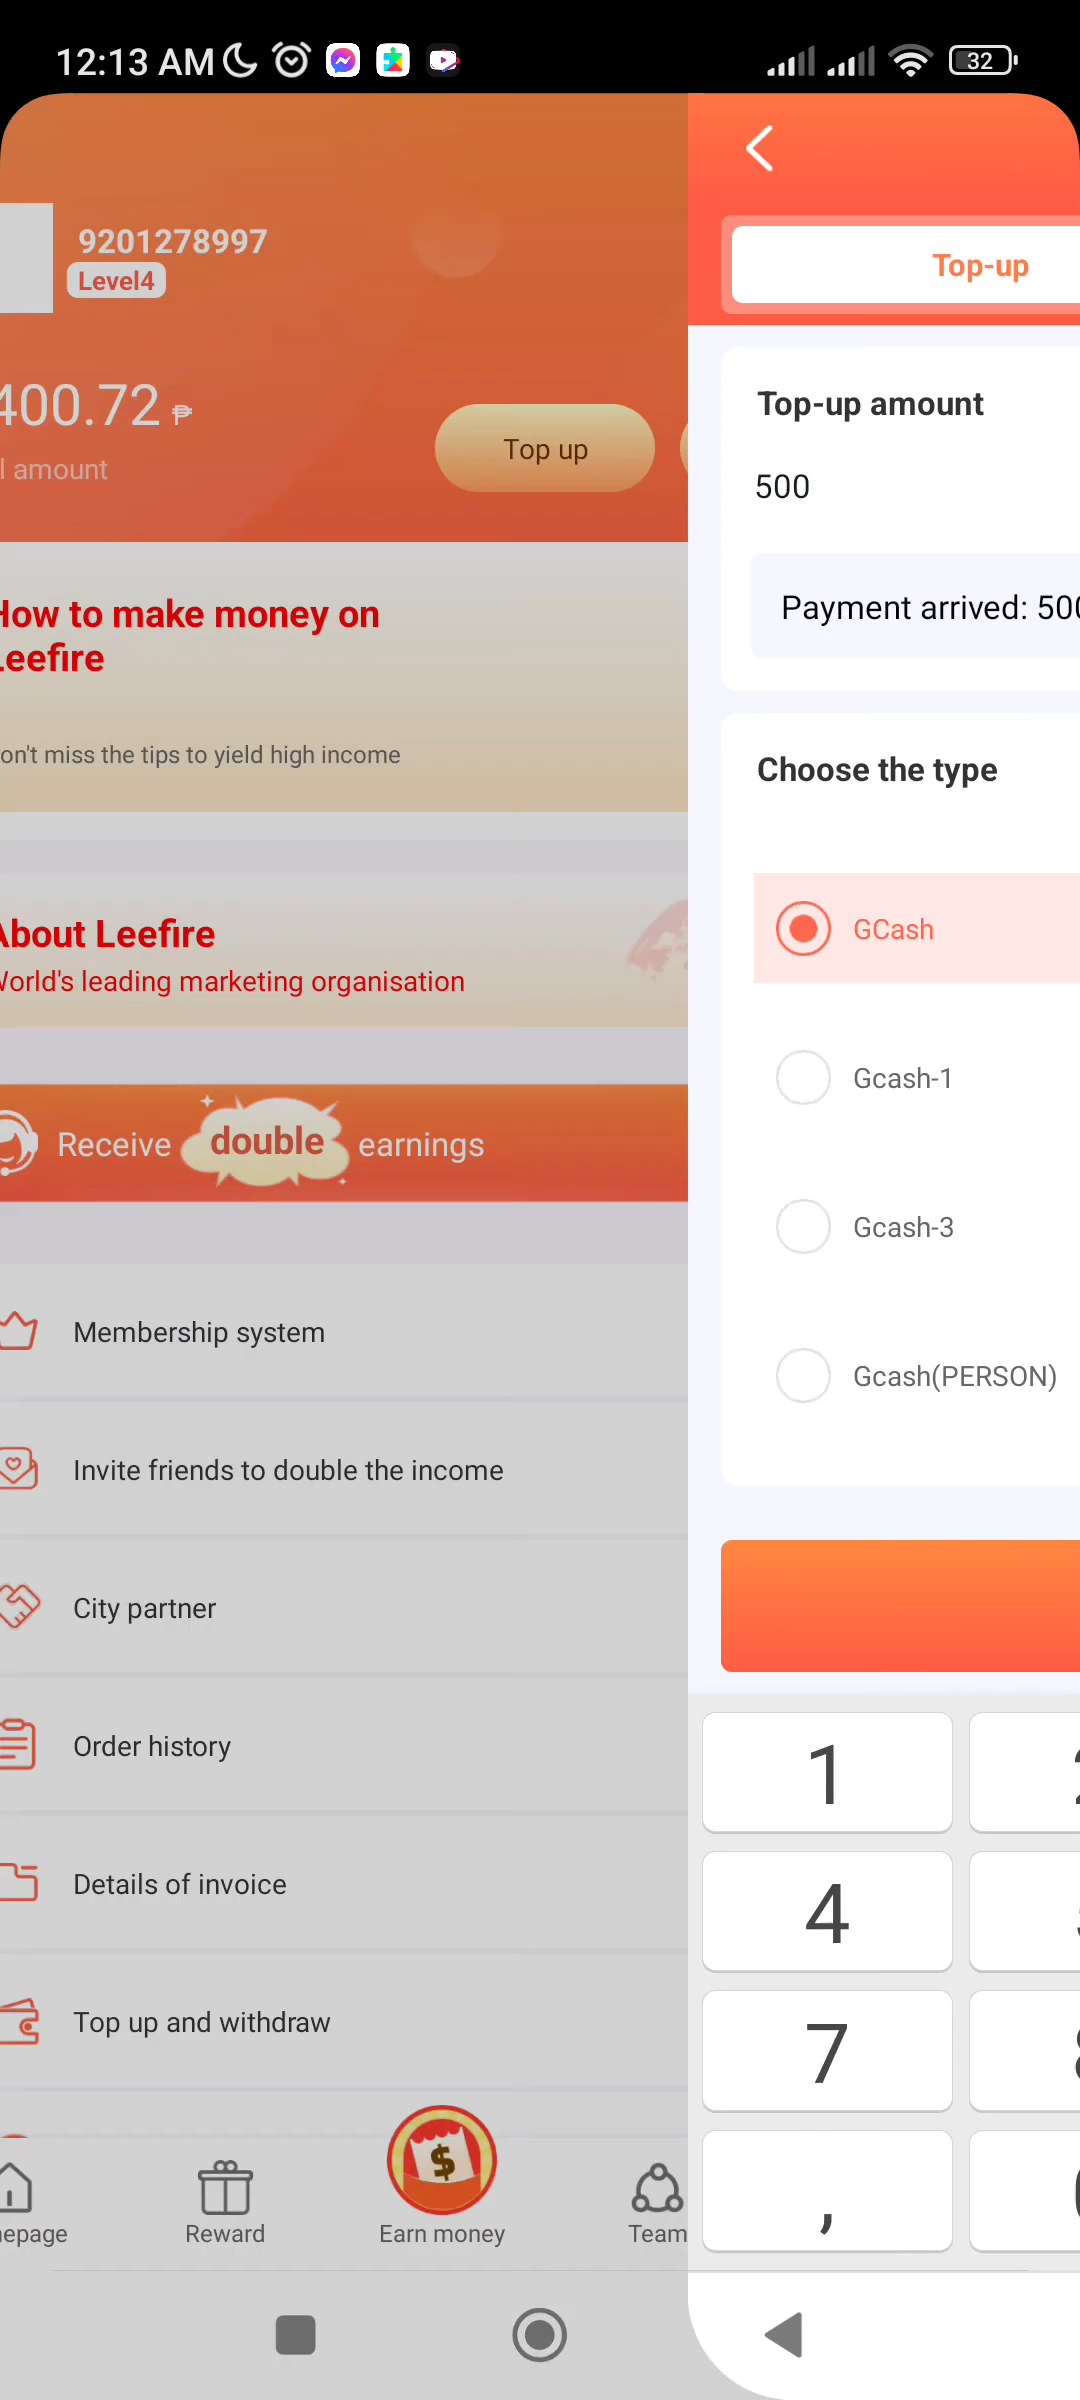 12:13 AM
32
9201278997
Level4
400.72 ₱
l amount
Top up
How to make money on
Leefire
on't miss the tips to yield high income
About Leefire
World's leading marketing organisation
Receive double earnings
Membership system
Invite friends to double the income
City partner
Order history
Details of invoice
Top up and withdraw
epage
Reward
$
Earn money
Team
Top-up
Top-up amount
500
Payment arrived: 500
Choose the type
GCash
Gcash-1
Gcash-3
Gcash(PERSON)
1
4
7
,